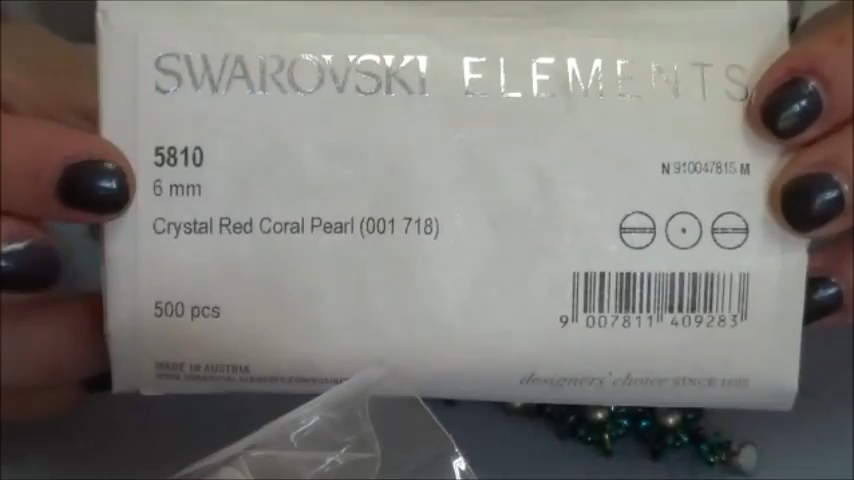 SWAROVSKI ELEMENTS
5810
N 910047815 M
6 mm
Crystal Red Coral Pearl (001 718)
9 007811 409283
500 pcs
MADE IN AUSTRIA
designers' choice SINCE 1895